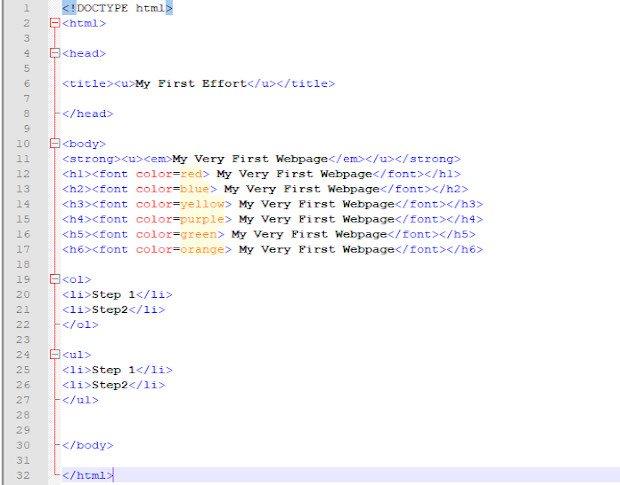 1 <!DOCTYPE html>
2 <html>
3
4 <head>
5
6 <title><u>My First Effort</u></title>
7
8 </head>
9
10 <body>
11 <strong><u><em>My Very First Webpage</em></u></strong>
12 <h1><font color=red> My Very First Webpage</font></h1>
13 <h2><font color=blue> My Very First Webpage</font></h2>
14 <h3><font color=yellow> My Very First Webpage</font></h3>
15 <h4><font color=purple> My Very First Webpage</font></h4>
16 <h5><font color=green> My Very First Webpage</font></h5>
17 <h6><font color=orange> My Very First Webpage</font></h6>
18
19 <ol>
20 <li>Step 1</li>
21 <li>Step2</li>
22 </ol>
23
24 <ul>
25 <li>Step 1</li>
26 <li>Step2</li>
27 </ul>
28
29
30 </body>
31
32 </html>